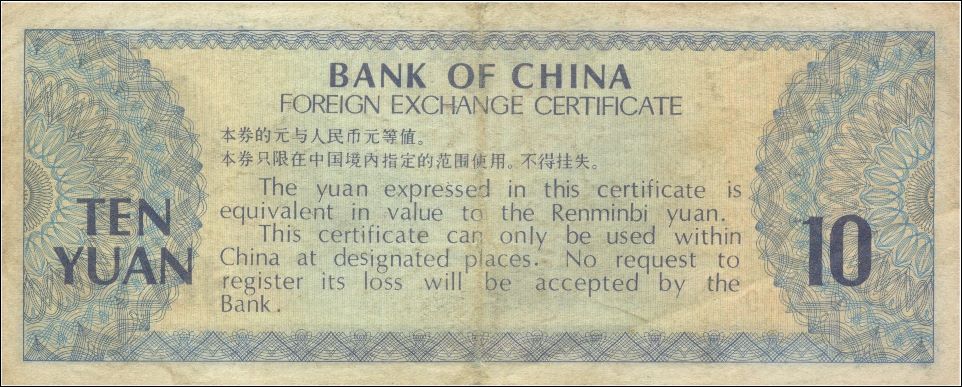 BANK OF CHINA
FOREIGN EXCHANGE CERTIFICATE
本券的元与人民币元等值。
本券只限在中国境内指定的范围使用。不得挂失。
The yuan expressed in this certificate is
equivalent in value to the Renminbi yuan.
This certificate can only be used within
China at designated places. No request to
register its loss will be accepted by the
Bank.
TEN
YUAN
10